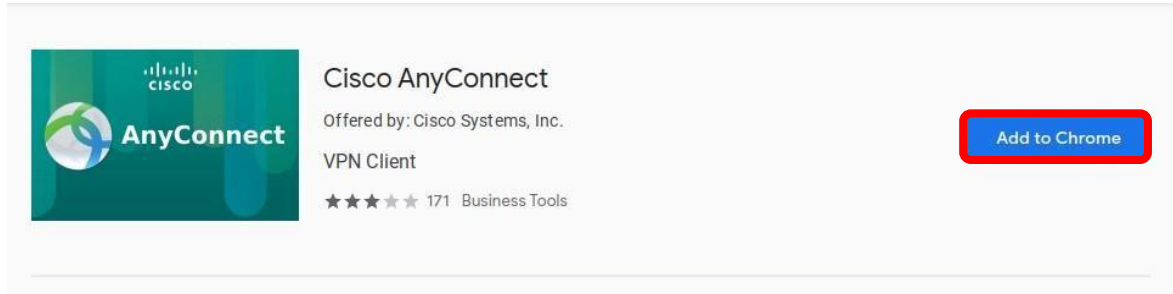 CISCO
AnyConnect
Cisco AnyConnect
Offered by: Cisco Systems, Inc.
VPN Client
171 Business Tools
Add to Chrome